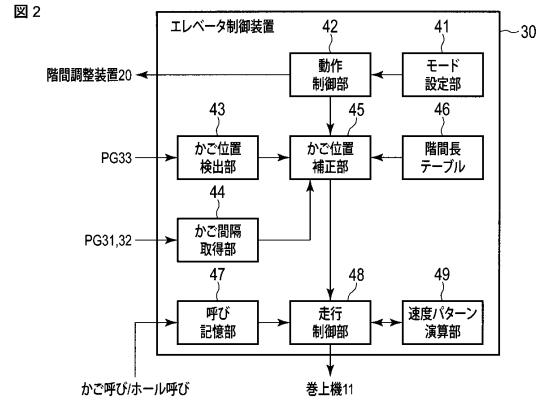 図2
エレベータ制御装置
30
42
41
動作
制御部
モード
設定部
階間調整装置20
43
45
46
かご位置
検出部
かご位置
補正部
階間長
テーブル
PG33
44
かご間隔
取得部
PG31,32
47
48
49
呼び
記憶部
走行
制御部
速度パターン
演算部
かご呼び/ホール呼び
巻上機11